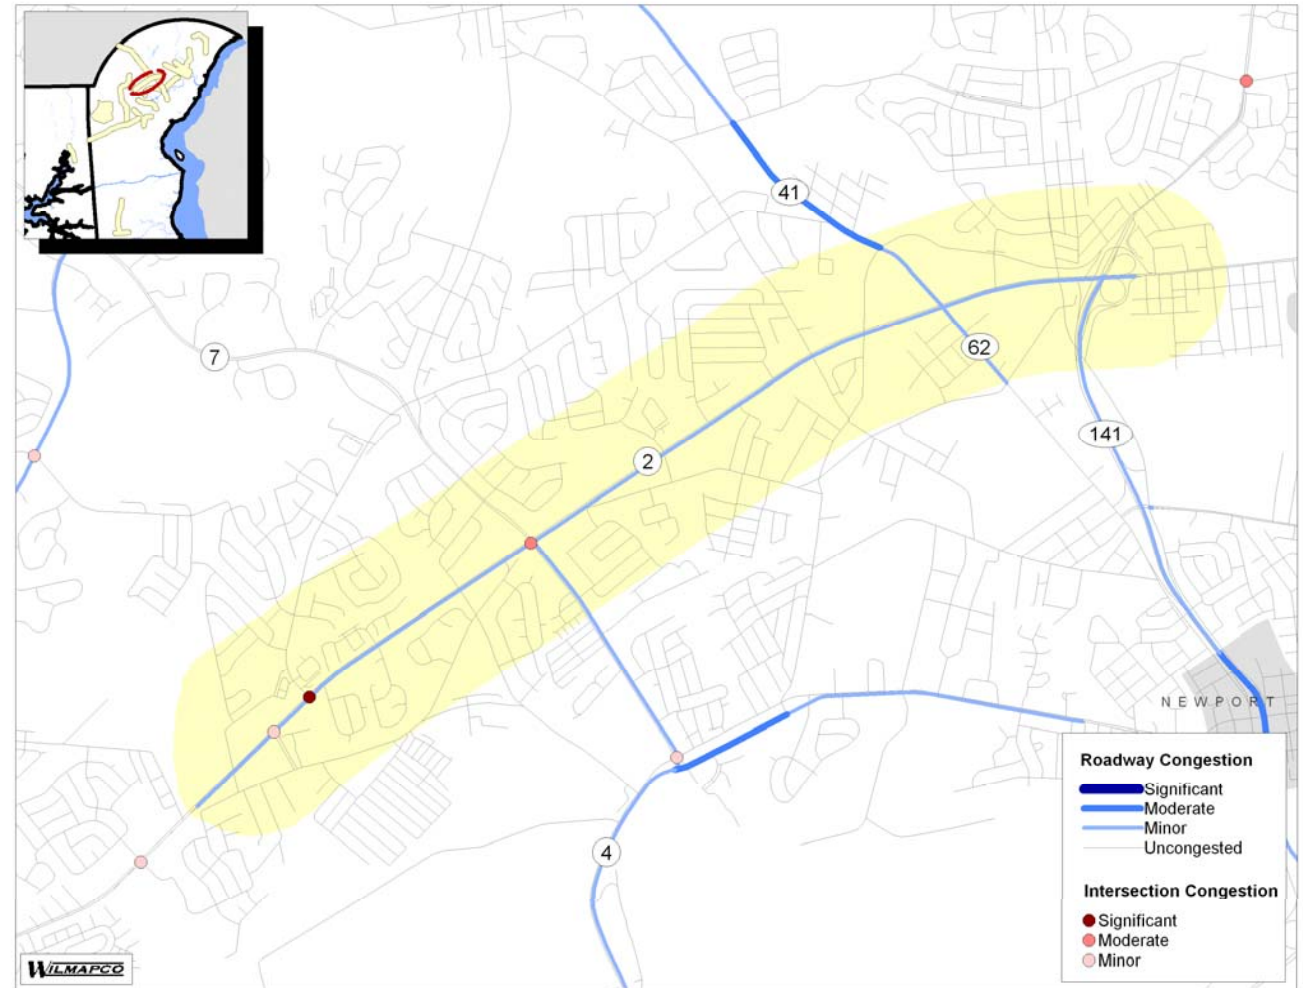 41
7
62
2
141
NEWPORT
4
Roadway Congestion
Significant
Moderate
Minor
Uncongested
Intersection Congestion
Significant
Moderate
Minor
WILMAPCO